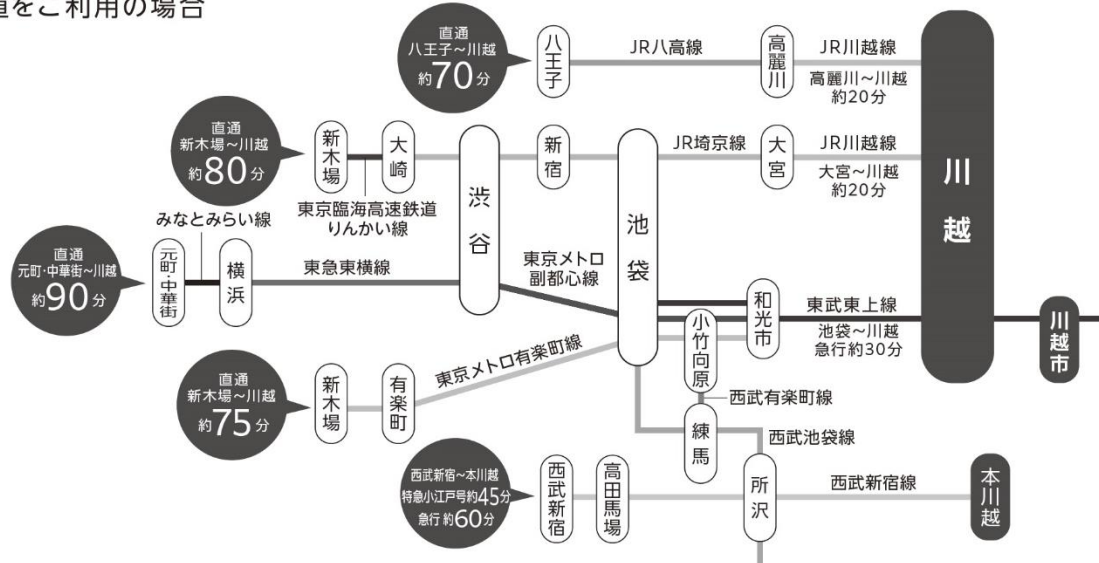 直をご利用の場合
直通
八王子～川越
約70分
八王子
JR八高線
高麗川
JR川越線
高麗川～川越
約20分
直通
新木場～川越
約80分
新木場
大崎
東京臨海高速鉄道
りんかい線
渋谷
新宿
池袋
JR埼京線
大宮
JR川越線
大宮～川越
約20分
川越
直通
元町・中華街～川越
約90分
みなとみらい線
元町・中華街
横浜
東急東横線
東京メトロ
副都心線
小竹向原
和光市
東武東上線
池袋～川越
急行約30分
川越市
直通
新木場～川越
約75分
新木場
有楽町
東京メトロ有楽町線
西武有楽町線
練馬
西武池袋線
西武新宿～本川越
特急小江戸号約45分
急行 約60分
西武新宿
高田馬場
所沢
西武新宿線
本川越